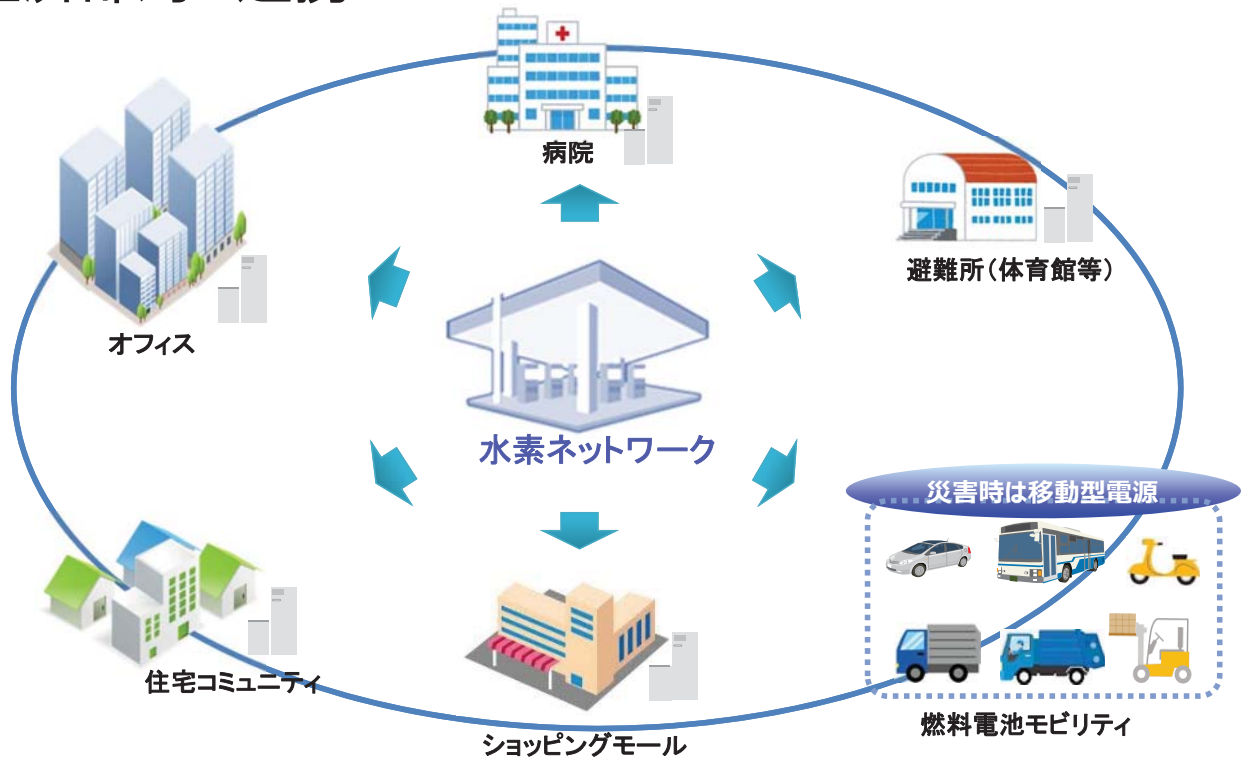 病院
避難所(体育館等)
オフィス
水素ネットワーク
災害時は移動型電源
住宅コミュニティ
燃料電池モビリティ
ショッピングモール